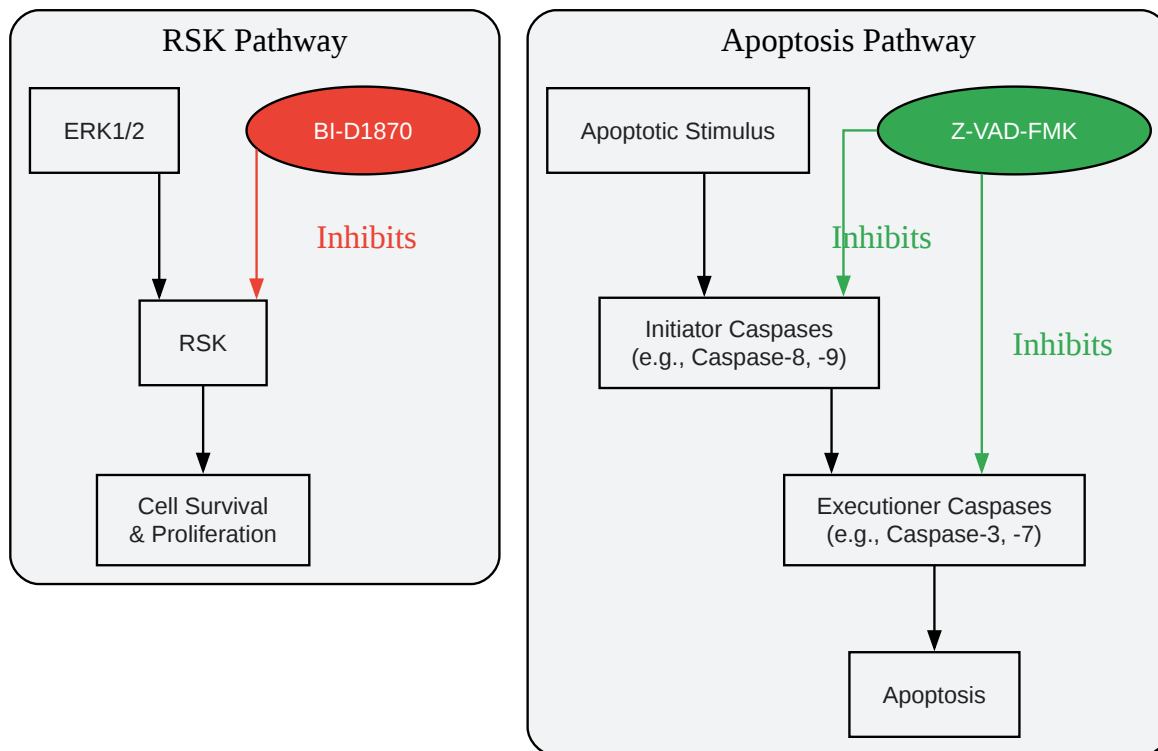 RSK Pathway
ERK1/2
BI-D1870
Inhibits
RSK
Cell Survival
& Proliferation
Apoptosis Pathway
Apoptotic Stimulus
Z-VAD-FMK
Inhibits
Initiator Caspases
(e.g., Caspase-8, -9)
Inhibits
Executioner Caspases
(e.g., Caspase-3, -7)
Apoptosis